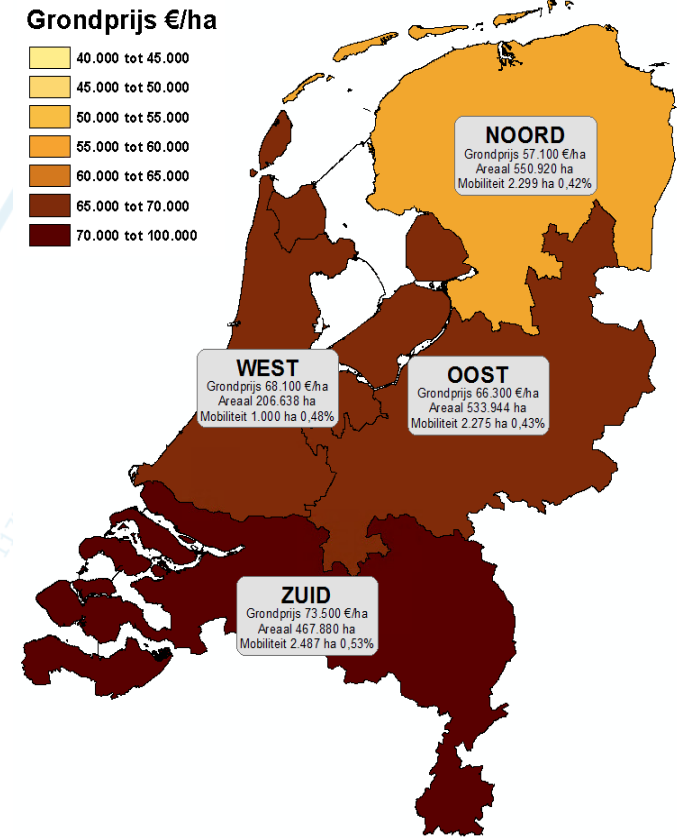 Grondprijs €/ha
40.000 tot 45.000
45.000 tot 50.000
50.000 tot 55.000
55.000 tot 60.000
60.000 tot 65.000
65.000 tot 70.000
70.000 tot 100.000
NOORD
Grondprijs 57.100 €/ha
Areaal 550.920 ha
Mobiliteit 2.299 ha 0,42%
WEST
Grondprijs 68.100 €/ha
Areaal 206.638 ha
Mobiliteit 1.000 ha 0,48%
OOST
Grondprijs 66.300 €/ha
Areaal 533.944 ha
Mobiliteit 2.275 ha 0,43%
ZUID
Grondprijs 73.500 €/ha
Areaal 467.880 ha
Mobiliteit 2.487 ha 0,53%